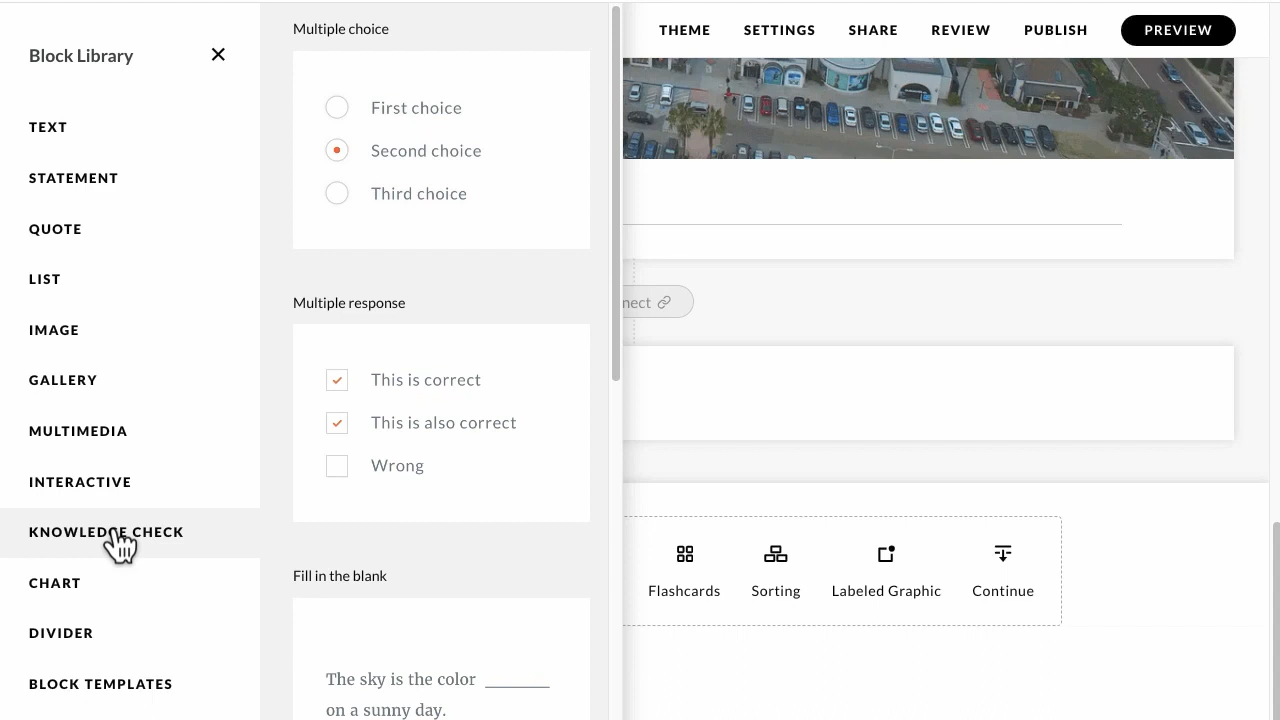 Block Library
TEXT
STATEMENT
QUOTE
LIST
IMAGE
GALLERY
MULTIMEDIA
INTERACTIVE
KNOWLEDGE CHECK
CHART
DIVIDER
BLOCK TEMPLATES
Multiple choice
First choice
Second choice
Third choice
Multiple response
This is correct
This is also correct
Wrong
Fill in the blank
The sky is the color ______
on a sunny day.
THEME SETTINGS SHARE REVIEW PUBLISH PREVIEW
nect
Flashcards Sorting Labeled Graphic Continue